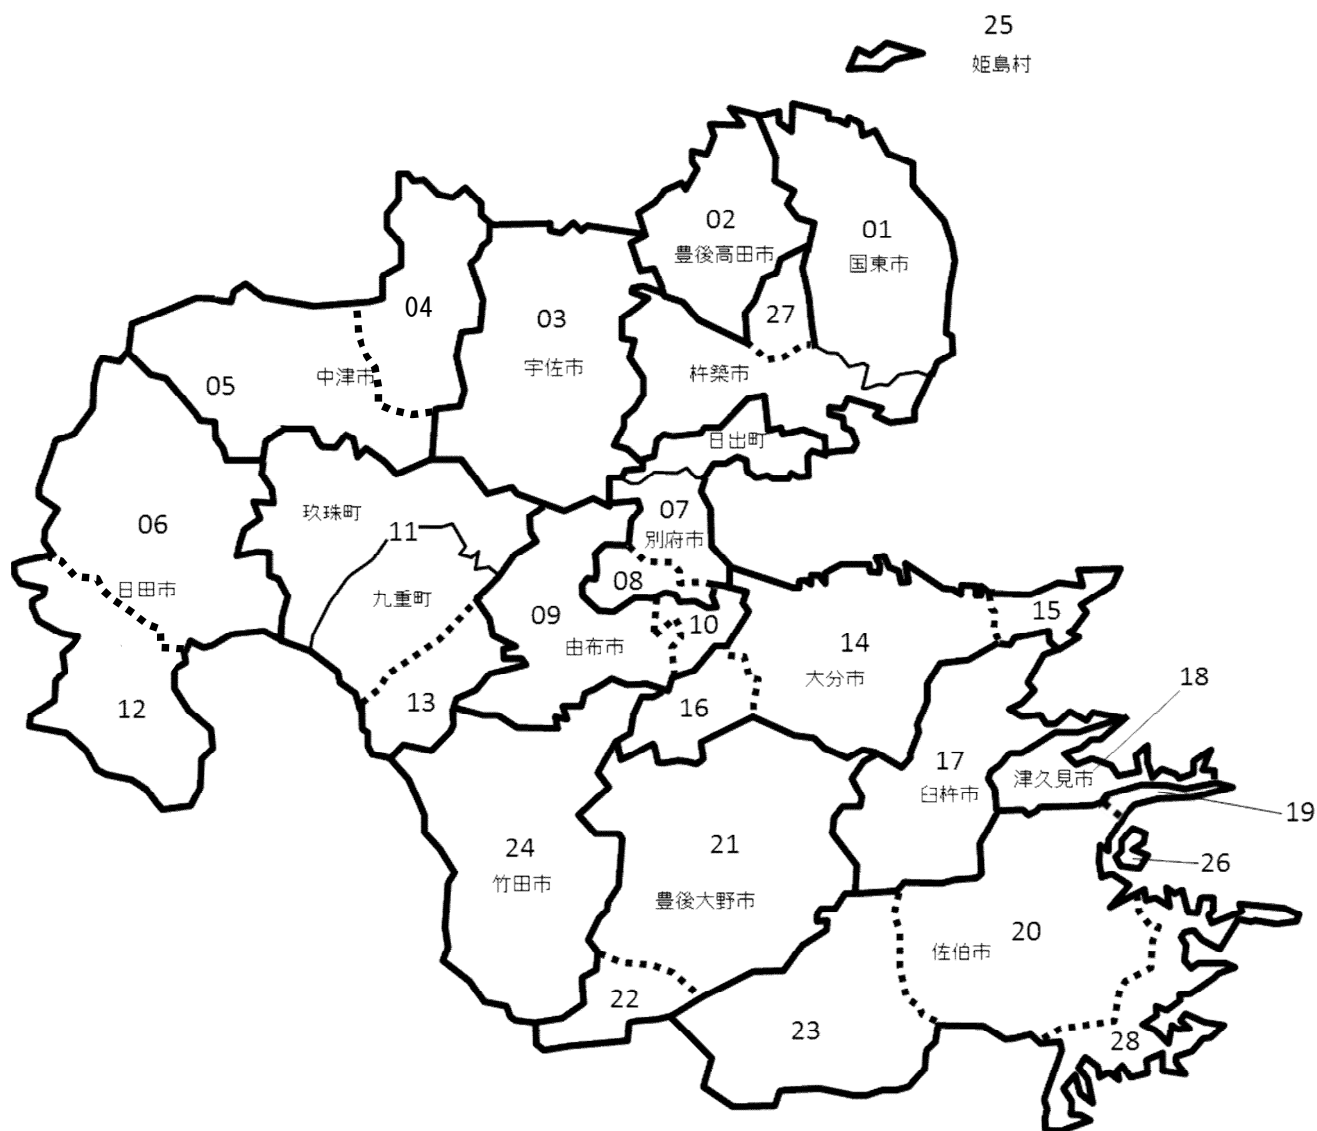 25
姫島村
02
豊後高田市
01
国東市
04
03
宇佐市
27
05
中津市
杵築市
日出町
06
日田市
玖珠町
11
九重町
07
別府市
08
09
由布市
10
15
14
大分市
12
13
16
18
17
臼杵市
津久見市
19
26
24
竹田市
21
豊後大野市
20
佐伯市
22
23
28